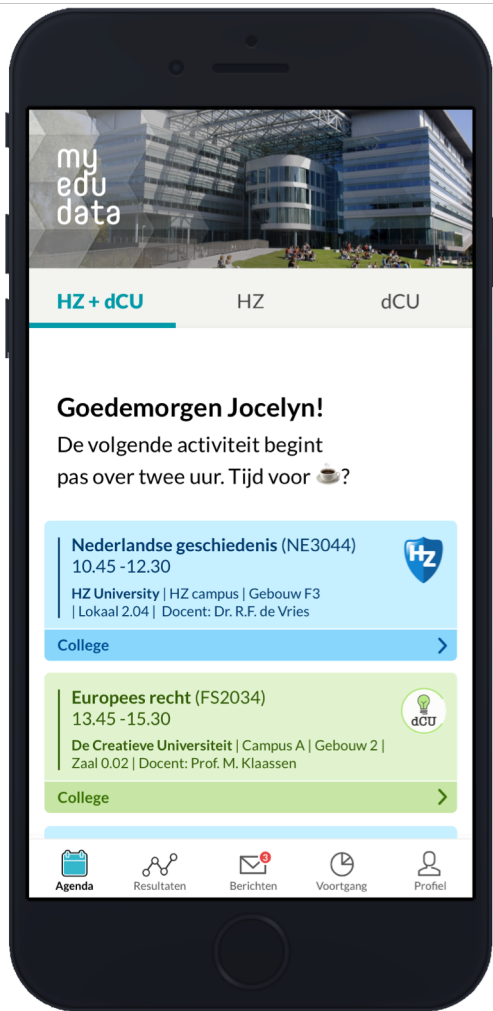 my
edu
data
HZ + dCU HZ dCU
Goedemorgen Jocelyn!
De volgende activiteit begint
pas over twee uur. Tijd voor ☕?
Nederlandse geschiedenis (NE3044)
HZ
10.45 -12.30
HZ University | HZ campus | Gebouw F3
| Lokaal 2.04 | Docent: Dr. R.F. de Vries
College
Europees recht (FS2034)
dCU
13.45 -15.30
De Creatieve Universiteit | Campus A | Gebouw 2 |
Zaal 0.02 | Docent: Prof. M. Klaassen
College
3
Agenda Resultaten Berichten Voortgang Profiel